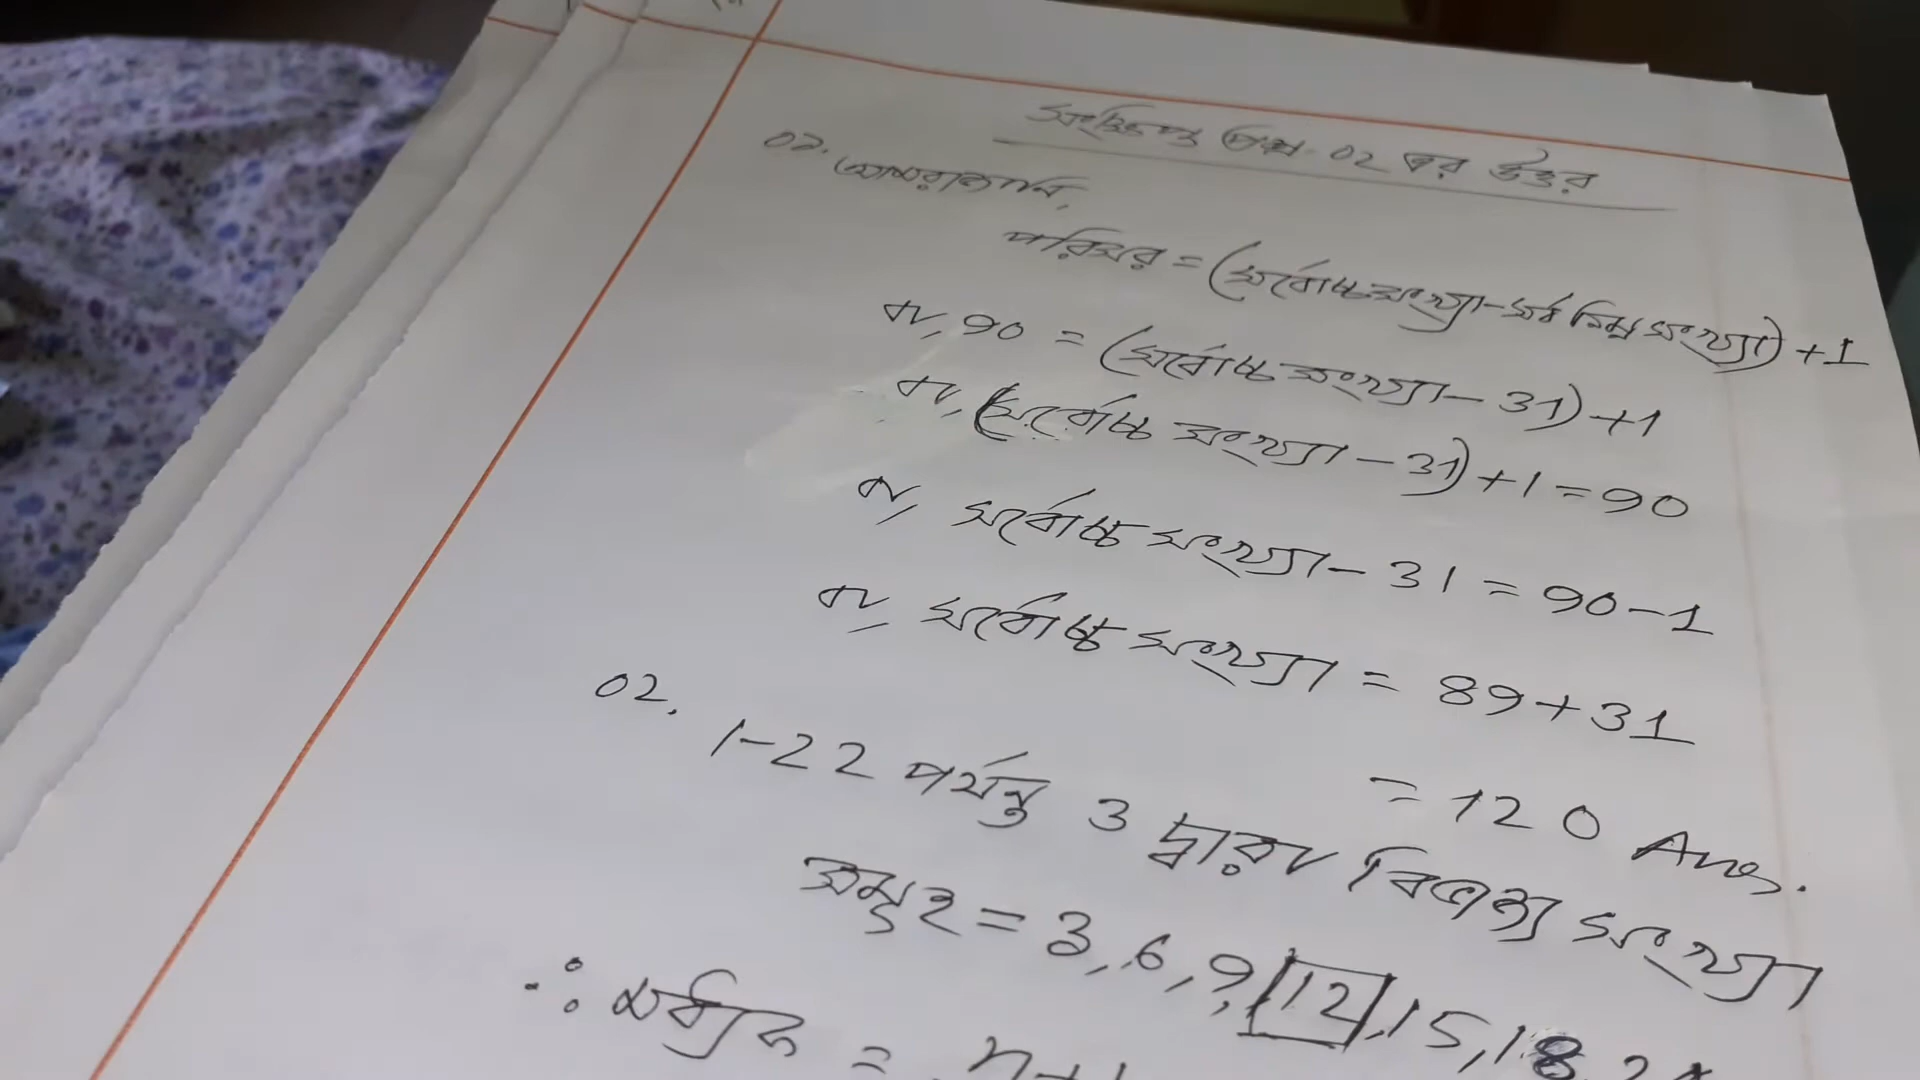 সংক্ষিপ্ত প্রশ্ন-02 এর উত্তর
01. আমরা জানি,
পরিসর = (সর্বোচ্চ সংখ্যা - সর্ব নিম্ন সংখ্যা) + 1
বা, 90 = (সর্বোচ্চ সংখ্যা - 31) + 1
বা, (সর্বোচ্চ সংখ্যা - 31) + 1 = 90
বা, সর্বোচ্চ সংখ্যা - 31 = 90 - 1
বা, সর্বোচ্চ সংখ্যা = 89 + 31
= 120 Ans.
02. 1-22 পর্যন্ত 3 দ্বারা বিভাজ্য সংখ্যা
সমূহ = 3, 6, 9, 12, 15, 18, 21
∴ মধ্যক = n+1